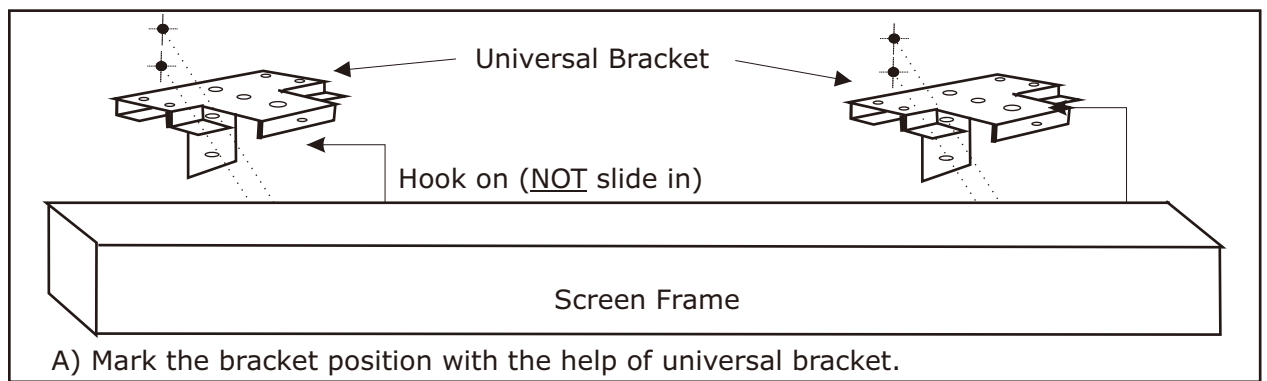 Universal Bracket
Hook on (NOT slide in)
Screen Frame
A) Mark the bracket position with the help of universal bracket.